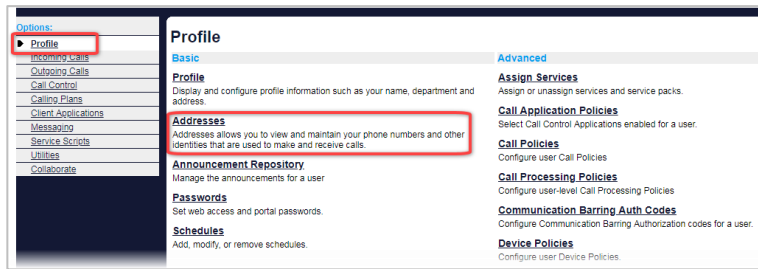 Options:
Profile
Incoming Calls
Outgoing Calls
Call Control
Calling Plans
Client Applications
Messaging
Service Scripts
Utilities
Collaborate
Profile
Basic
Profile
Display and configure profile information such as your name, department and
address.
Addresses
Addresses allows you to view and maintain your phone numbers and other
identities that are used to make and receive calls.
Announcement Repository
Manage the announcements for a user
Passwords
Set web access and portal passwords.
Schedules
Add, modify, or remove schedules.
Advanced
Assign Services
Assign or unassign services and service packs.
Call Application Policies
Select Call Control Applications enabled for a user.
Call Policies
Configure user Call Policies
Call Processing Policies
Configure user-level Call Processing Policies
Communication Barring Auth Codes
Configure Communication Barring Authorization codes for a user.
Device Policies
Configure user Device Policies.